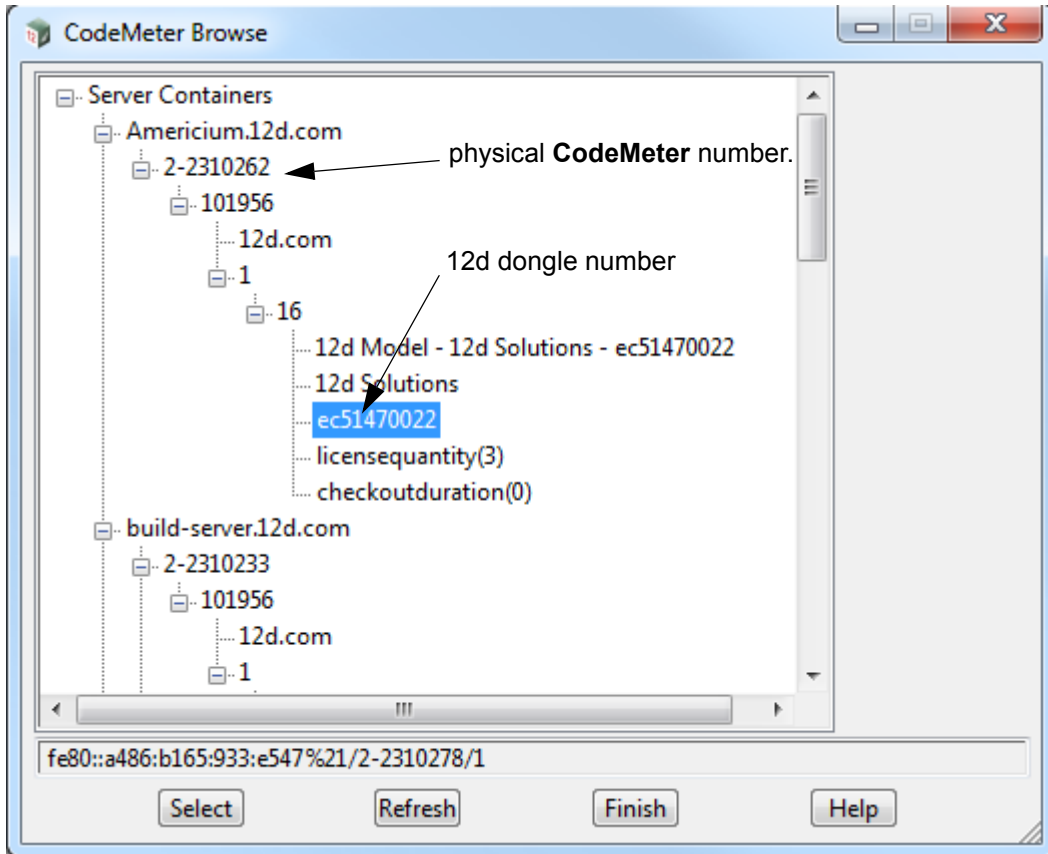 CodeMeter Browse
Server Containers
Americium.12d.com
2-2310262
physical CodeMeter number.
101956
12d.com
12d dongle number
1
16
12d Model - 12d Solutions - ec51470022
12d Solutions
ec51470022
licensequantity(3)
checkoutduration(0)
build-server.12d.com
2-2310233
101956
12d.com
1
fe80::a486:b165:933:e547%21/2-2310278/1
Select Refresh Finish Help